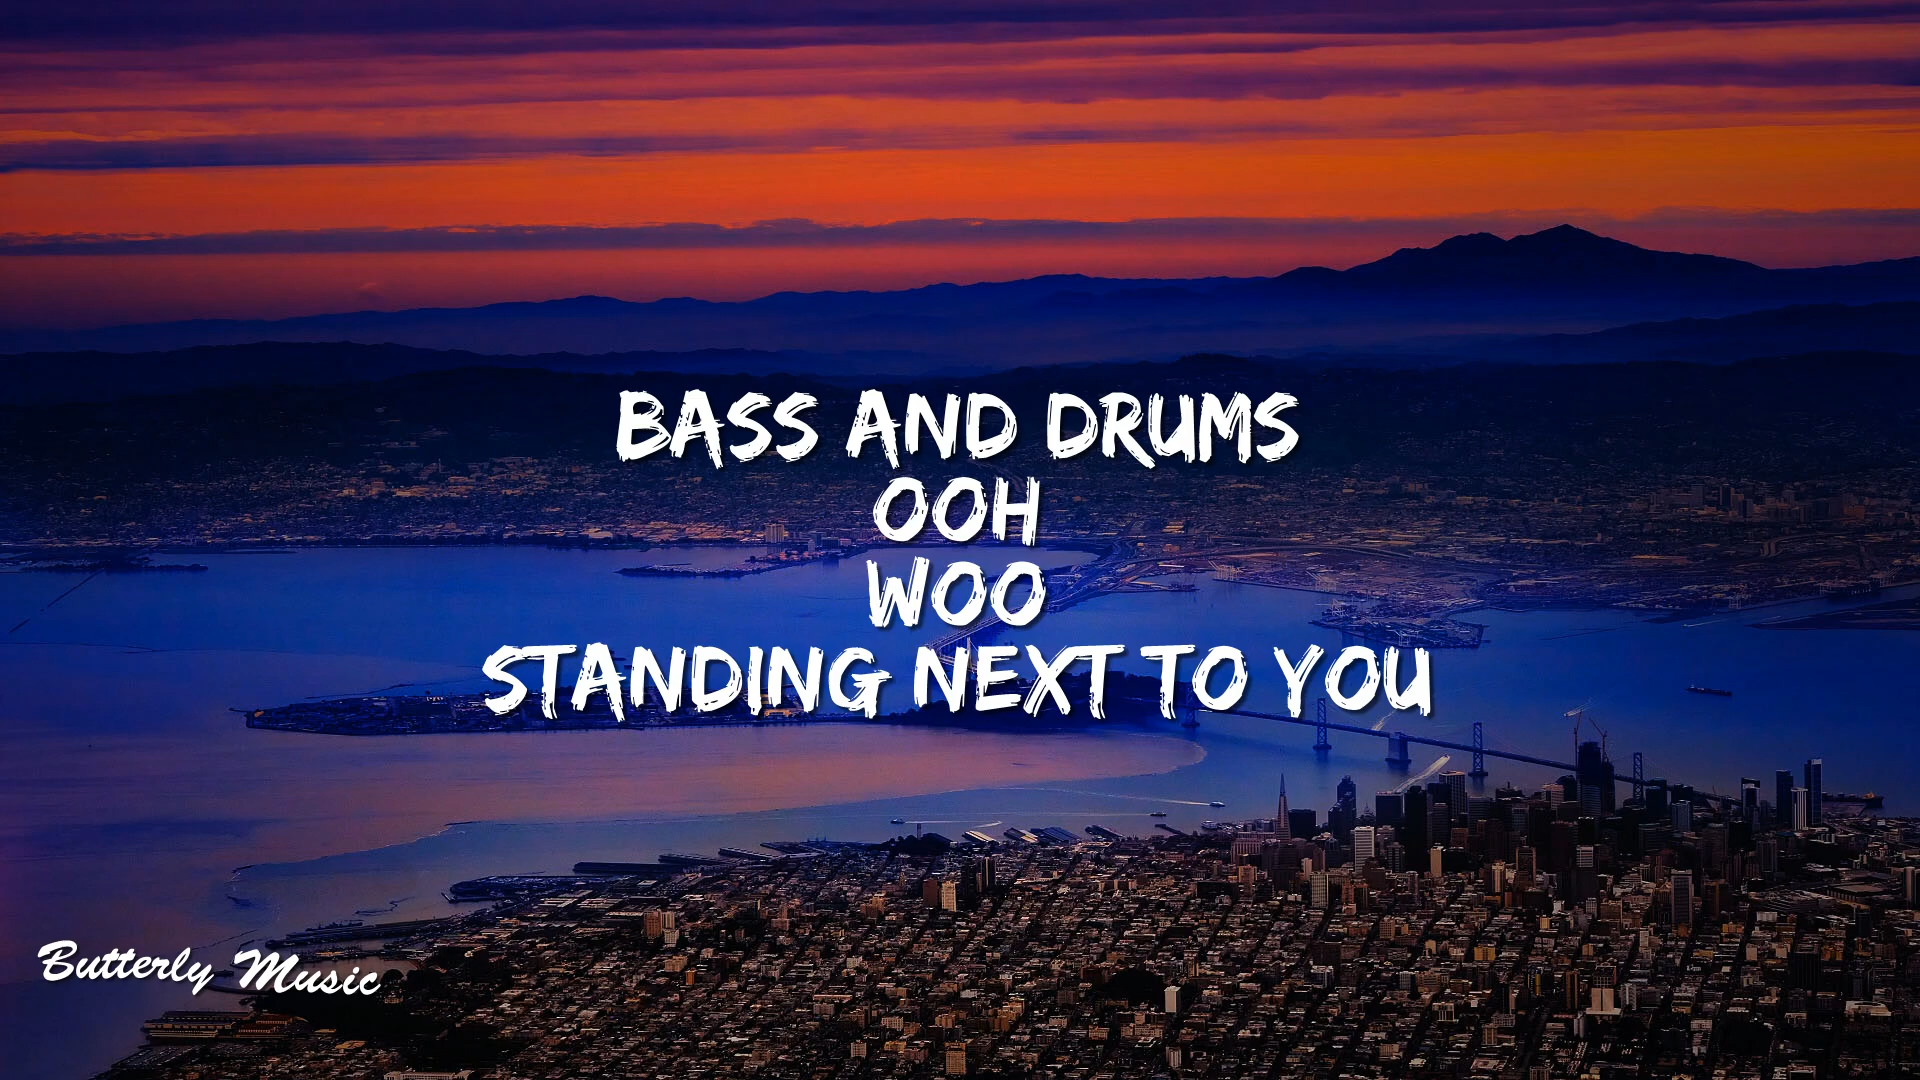 BASS AND DRUMS
OOH
WOO
STANDING NEXT TO YOU
Butterly Music